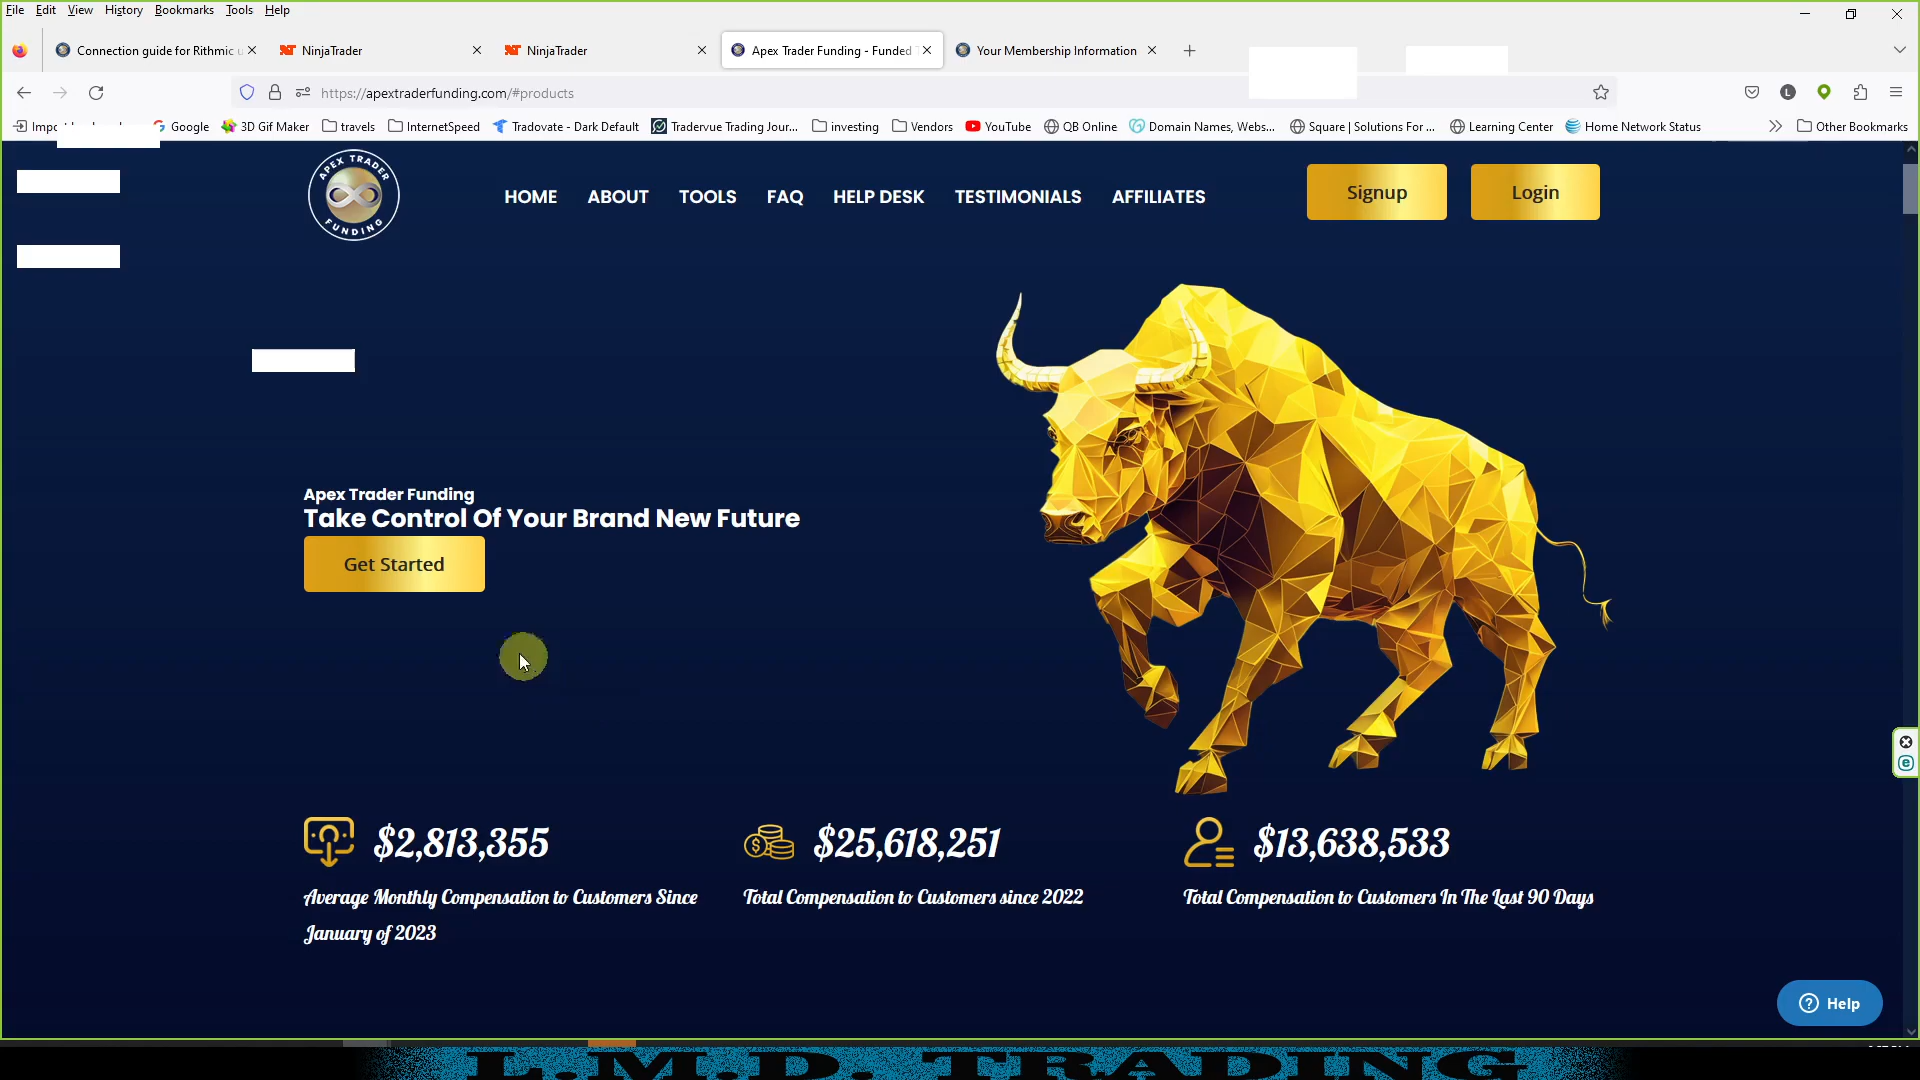 File Edit View History Bookmarks Tools Help
Connection guide for Rithmic u
NinjaTrader
NinjaTrader
Apex Trader Funding - Funded T
Your Membership Information
https://apextraderfunding.com/#products
Google
3D Gif Maker
travels
InternetSpeed
Tradovate - Dark Default
Tradervue Trading Jour...
investing
Vendors
YouTube
QB Online
Domain Names, Webs...
Square | Solutions For ...
Learning Center
Home Network Status
Other Bookmarks
APEX TRADER
FUNDING
HOME ABOUT TOOLS FAQ HELP DESK TESTIMONIALS AFFILIATES
Signup
Login
Apex Trader Funding
Take Control Of Your Brand New Future
Get Started
$2,813,355
Average Monthly Compensation to Customers Since
January of 2023
$25,618,251
Total Compensation to Customers since 2022
$13,638,533
Total Compensation to Customers In The Last 90 Days
Help
L.M.D. TRADING